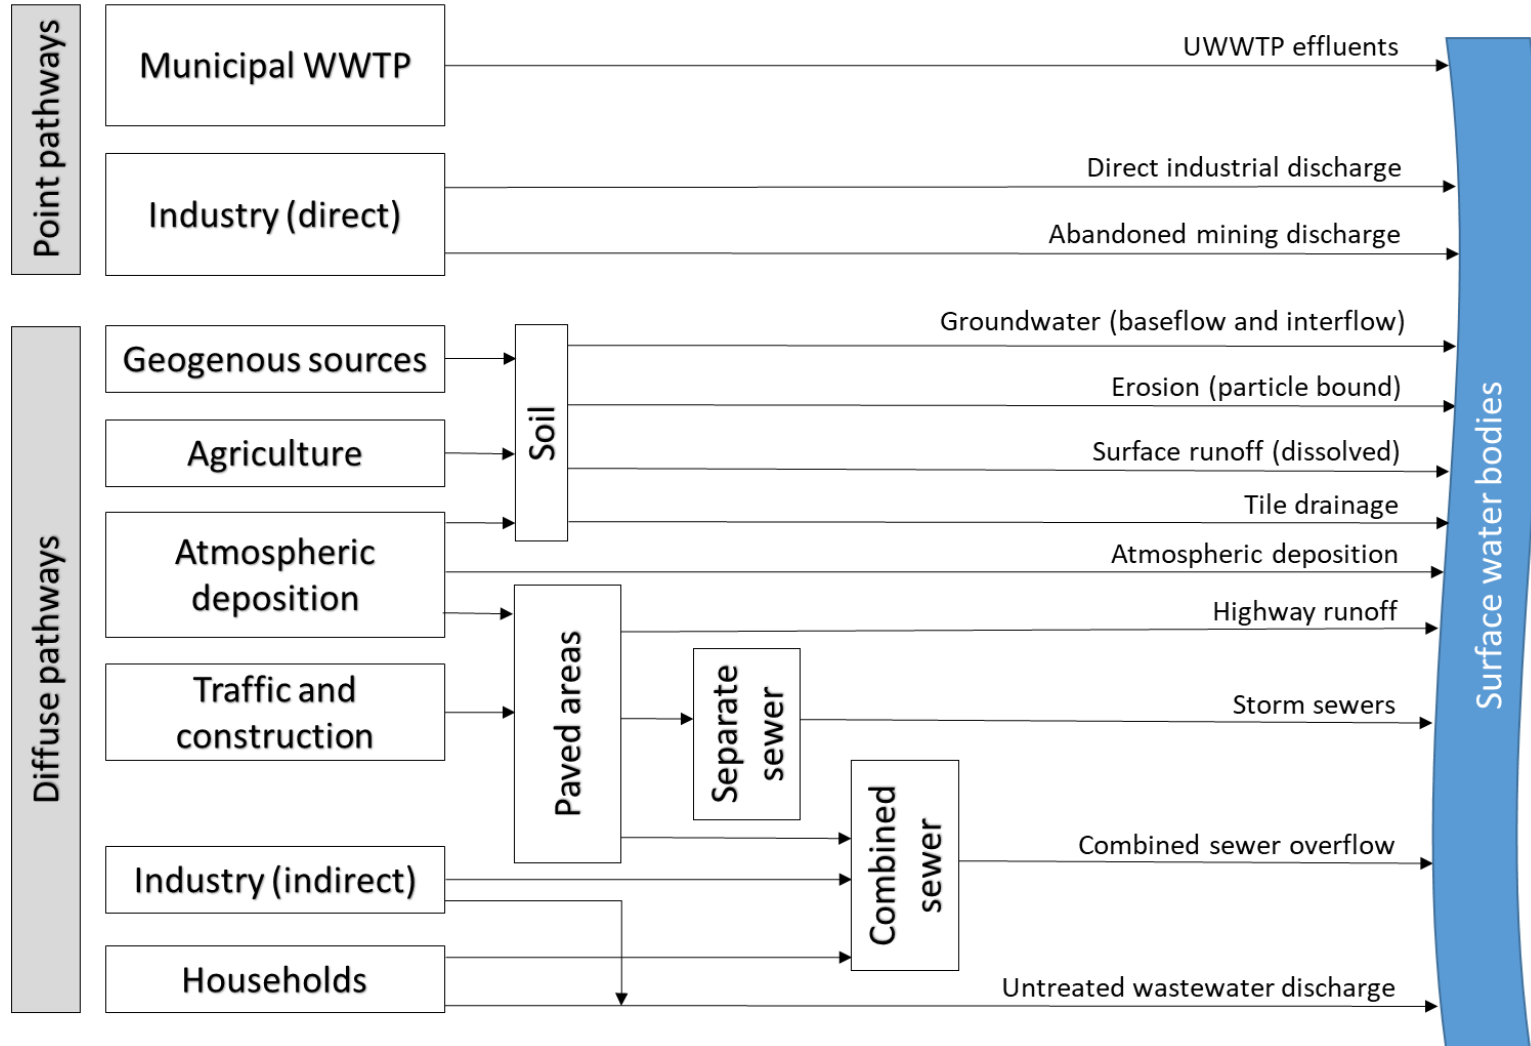 Point pathways
Municipal WWTP
UWWTP effluents
Industry (direct)
Direct industrial discharge
Abandoned mining discharge
Diffuse pathways
Geogenous sources
Agriculture
Atmospheric
deposition
Traffic and
construction
Industry (indirect)
Households
Soil
Paved areas
Separate
sewer
Combined
sewer
Groundwater (baseflow and interflow)
Erosion (particle bound)
Surface runoff (dissolved)
Tile drainage
Atmospheric deposition
Highway runoff
Storm sewers
Combined sewer overflow
Untreated wastewater discharge
Surface water bodies